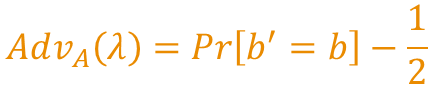 Adv_A(λ) = Pr[b′ = b] − 1/2